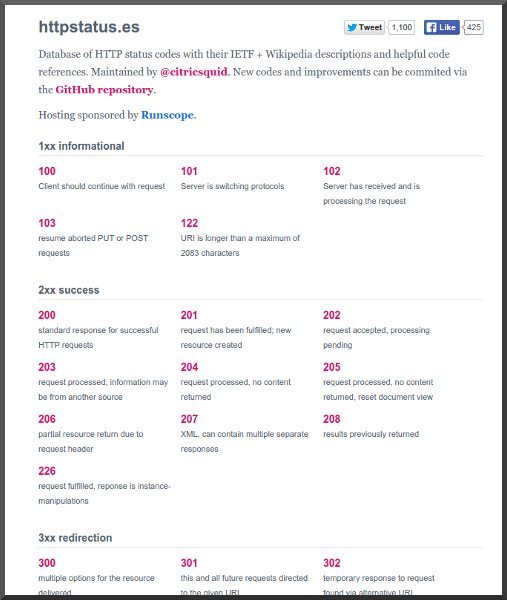 httpstatus.es
Tweet 1,100 Like 425
Database of HTTP status codes with their IETF + Wikipedia descriptions and helpful code
references. Maintained by @citricsquid. New codes and improvements can be commited via
the GitHub repository.
Hosting sponsored by Runscope.
1xx informational
100 101 102
Client should continue with request Server is switching protocols Server has received and is
processing the request
103 122
resume aborted PUT or POST URI is longer than a maximum of
requests 2083 characters
2xx success
200 201 202
standard response for successful request has been fulfilled; new request accepted, processing
HTTP requests resource created pending
203 204 205
request processed, information may request processed, no content request processed, no content
be from another source returned returned, reset document view
206 207 208
partial resource return due to XML, can contain multiple separate results previously returned
request header responses
226
request fulfilled, reponse is instance-
manipulations
3xx redirection
300 301 302
multiple options for the resource this and all future requests directed temporary response to request
delivered to the given URI found via alternative URI